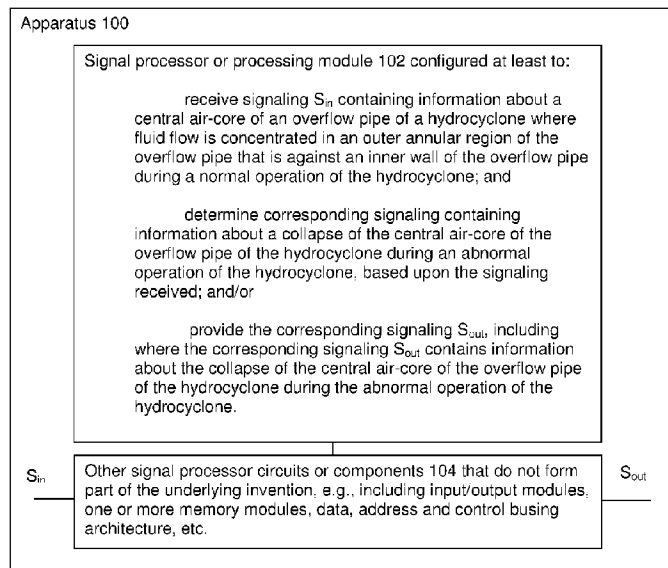 Apparatus 100
Signal processor or processing module 102 configured at least to:
receive signaling Sin containing information about a
central air-core of an overflow pipe of a hydrocyclone where
fluid flow is concentrated in an outer annular region of the
overflow pipe that is against an inner wall of the overflow pipe
during a normal operation of the hydrocyclone; and
determine corresponding signaling containing
information about a collapse of the central air-core of the
overflow pipe of the hydrocyclone during an abnormal
operation of the hydrocyclone, based upon the signaling
received; and/or
provide the corresponding signaling Sout, including
where the corresponding signaling Sout contains information
about the collapse of the central air-core of the overflow pipe
of the hydrocyclone during the abnormal operation of the
hydrocyclone.
Sin
Other signal processor circuits or components 104 that do not form
part of the underlying invention, e.g., including input/output modules,
one or more memory modules, data, address and control busing
architecture, etc.
Sout